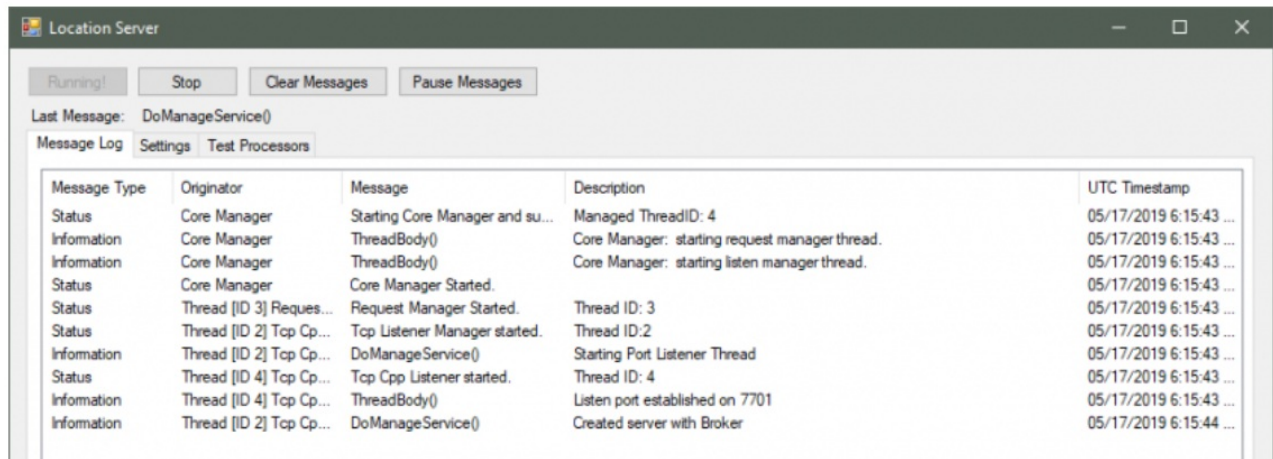 Location Server
Running! Stop Clear Messages Pause Messages
Last Message: DoManageService()
Message Log Settings Test Processors
Message Type Originator Message Description UTC Timestamp
Status Core Manager Starting Core Manager and su... Managed ThreadID: 4 05/17/2019 6:15:43 ...
Information Core Manager ThreadBody() Core Manager: starting request manager thread. 05/17/2019 6:15:43 ...
Information Core Manager ThreadBody() Core Manager: starting listen manager thread. 05/17/2019 6:15:43 ...
Status Core Manager Core Manager Started. 05/17/2019 6:15:43 ...
Status Thread [ID 3] Reques... Request Manager Started. Thread ID: 3 05/17/2019 6:15:43 ...
Status Thread [ID 2] Tcp Cp... Tcp Listener Manager started. Thread ID:2 05/17/2019 6:15:43 ...
Information Thread [ID 2] Tcp Cp... DoManageService() Starting Port Listener Thread 05/17/2019 6:15:43 ...
Status Thread [ID 4] Tcp Cp... Tcp Cpp Listener started. Thread ID: 4 05/17/2019 6:15:43 ...
Information Thread [ID 4] Tcp Cp... ThreadBody() Listen port established on 7701 05/17/2019 6:15:43 ...
Information Thread [ID 2] Tcp Cp... DoManageService() Created server with Broker 05/17/2019 6:15:44 ...